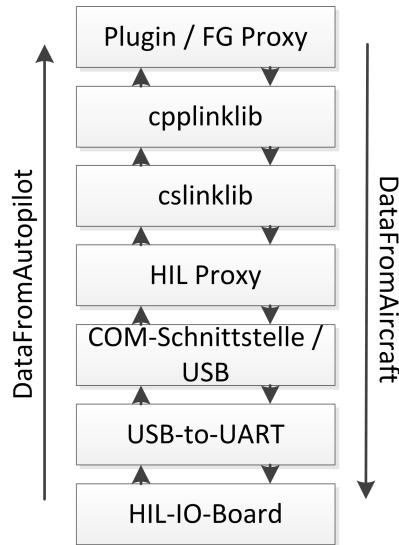 Plugin / FG Proxy
cpplinklib
cslinklib
HIL Proxy
COM-Schnittstelle /
USB
USB-to-UART
HIL-IO-Board
DataFromAutopilot
DataFromAircraft